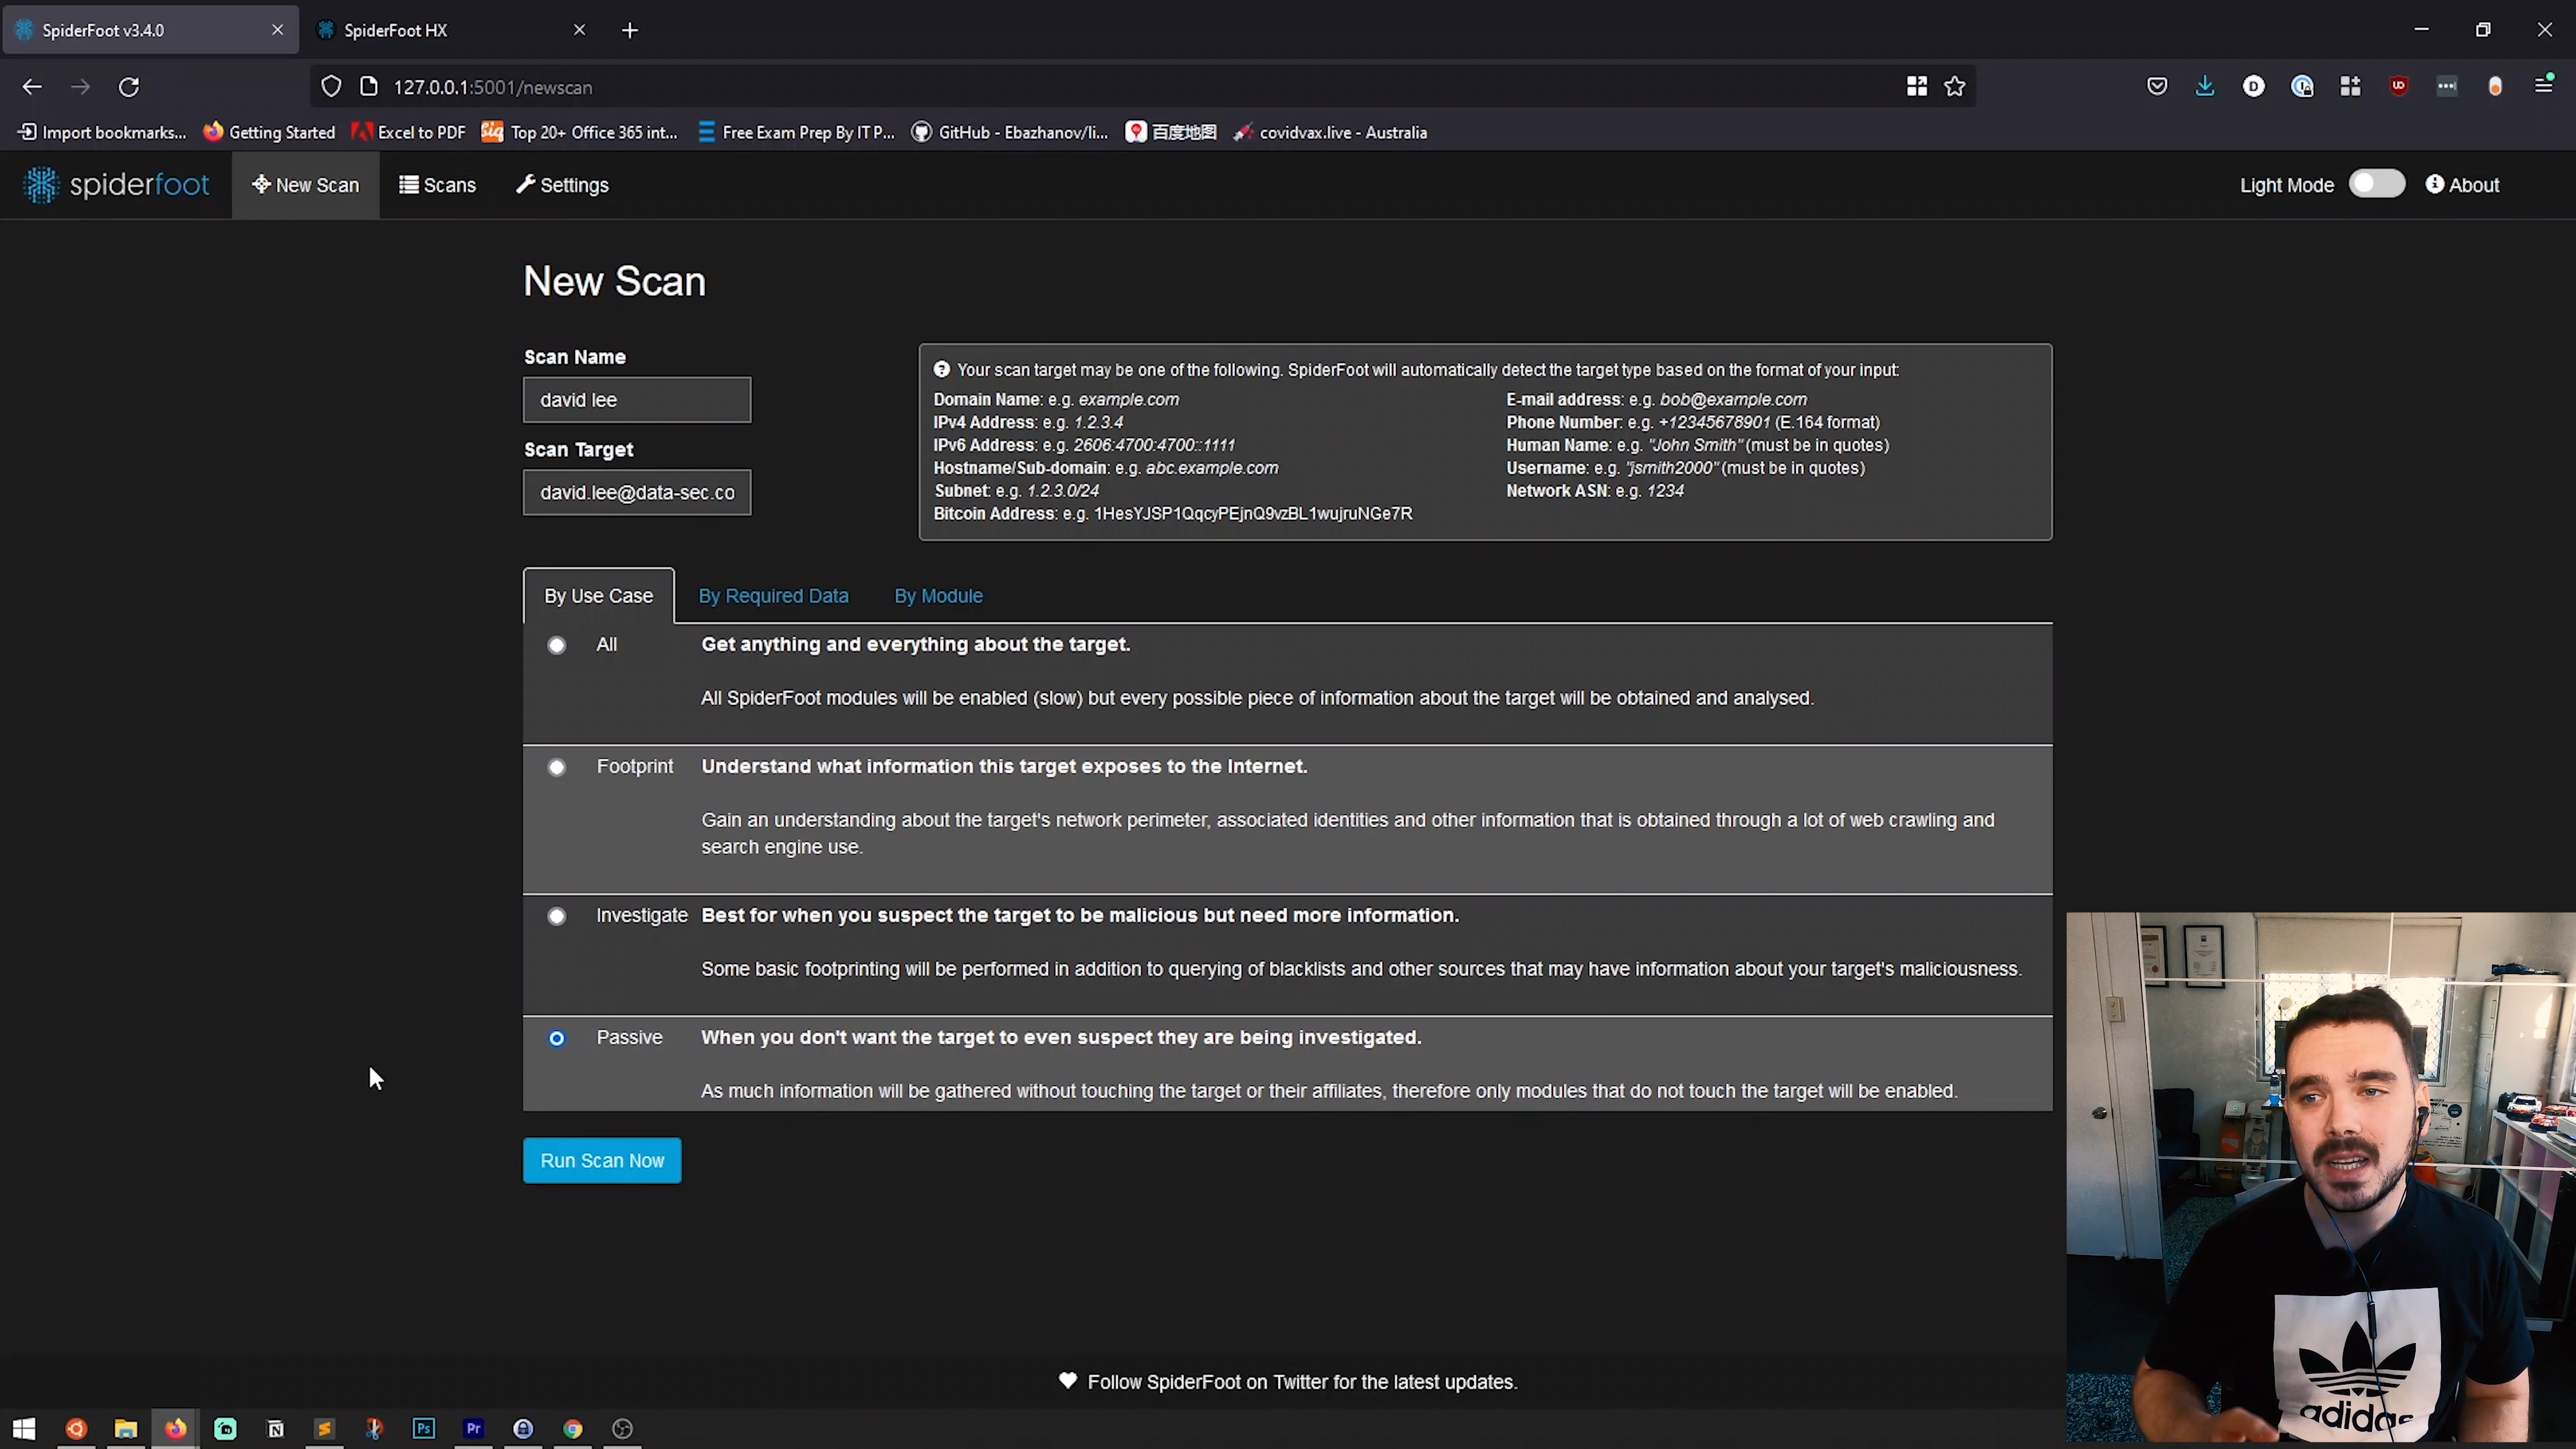 SpiderFoot v3.4.0
SpiderFoot HX
127.0.0.1:5001/newscan
Import bookmarks...
Getting Started
Excel to PDF
Top 20+ Office 365 int...
Free Exam Prep By IT P...
GitHub - Ebazhanov/li...
百度地图
covidvax.live - Australia
spiderfoot
New Scan
Scans
Settings
Light Mode
About
New Scan
Scan Name
david lee
Scan Target
david.lee@data-sec.co
Your scan target may be one of the following. SpiderFoot will automatically detect the target type based on the format of your input:
Domain Name: e.g. example.com
IPv4 Address: e.g. 1.2.3.4
IPv6 Address: e.g. 2606:4700:4700::1111
Hostname/Sub-domain: e.g. abc.example.com
Subnet: e.g. 1.2.3.0/24
Bitcoin Address: e.g. 1HesYJSP1QqcyPEjnQ9vzBL1wujruNGe7R
E-mail address: e.g. bob@example.com
Phone Number: e.g. +12345678901 (E.164 format)
Human Name: e.g. "John Smith" (must be in quotes)
Username: e.g. "jsmith2000" (must be in quotes)
Network ASN: e.g. 1234
By Use Case
By Required Data
By Module
All
Get anything and everything about the target.
All SpiderFoot modules will be enabled (slow) but every possible piece of information about the target will be obtained and analysed.
Footprint
Understand what information this target exposes to the Internet.
Gain an understanding about the target's network perimeter, associated identities and other information that is obtained through a lot of web crawling and
search engine use.
Investigate
Best for when you suspect the target to be malicious but need more information.
Some basic footprinting will be performed in addition to querying of blacklists and other sources that may have information about your target's maliciousness.
Passive
When you don't want the target to even suspect they are being investigated.
As much information will be gathered without touching the target or their affiliates, therefore only modules that do not touch the target will be enabled.
Run Scan Now
Follow SpiderFoot on Twitter for the latest updates.
Ps
Pr
adidas